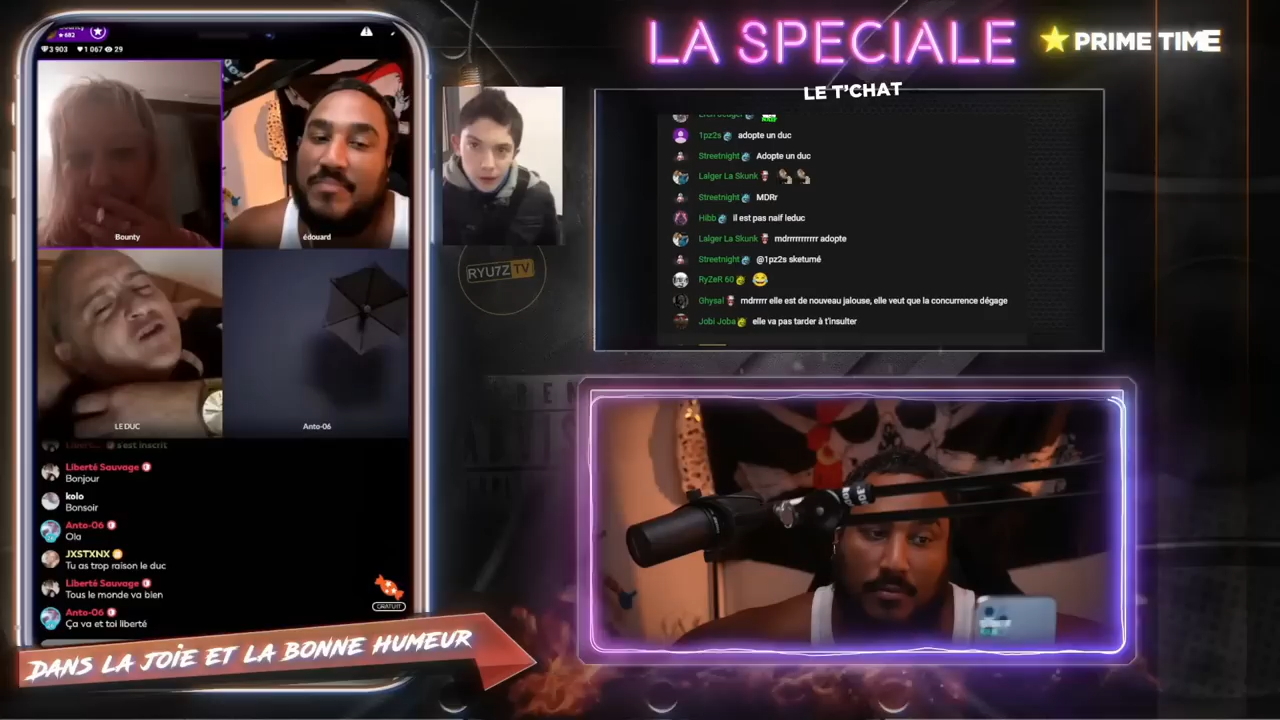 682
3 903 1 067 29
Bounty
édouard
LEDUC
Anto-06
s'est inscrit
Liberté Sauvage
Bonjour
kolo
Bonsoir
Anto-06
Ola
JXSTXNX
Tu as trop raison le duc
Liberté Sauvage
Tous le monde va bien
Anto-06
Ça va et toi liberté
GRATUIT
DANS LA JOIE ET LA BONNE HUMEUR
RYU7Z TV
LA SPECIALE
PRIME TIME
LE T'CHAT
1pz2s adopte un duc
Streetnight Adopte un duc
Lalger La Skunk
Streetnight MDRr
Hibb il est pas naif leduc
Lalger La Skunk mdrrrrrrrrrr adopte
Streetnight @1pz2s sketumé
RyZeR 60
Ghysal mdrrrrr elle est de nouveau jalouse, elle veut que la concurrence dégage
Jobi Joba elle va pas tarder à t'insulter